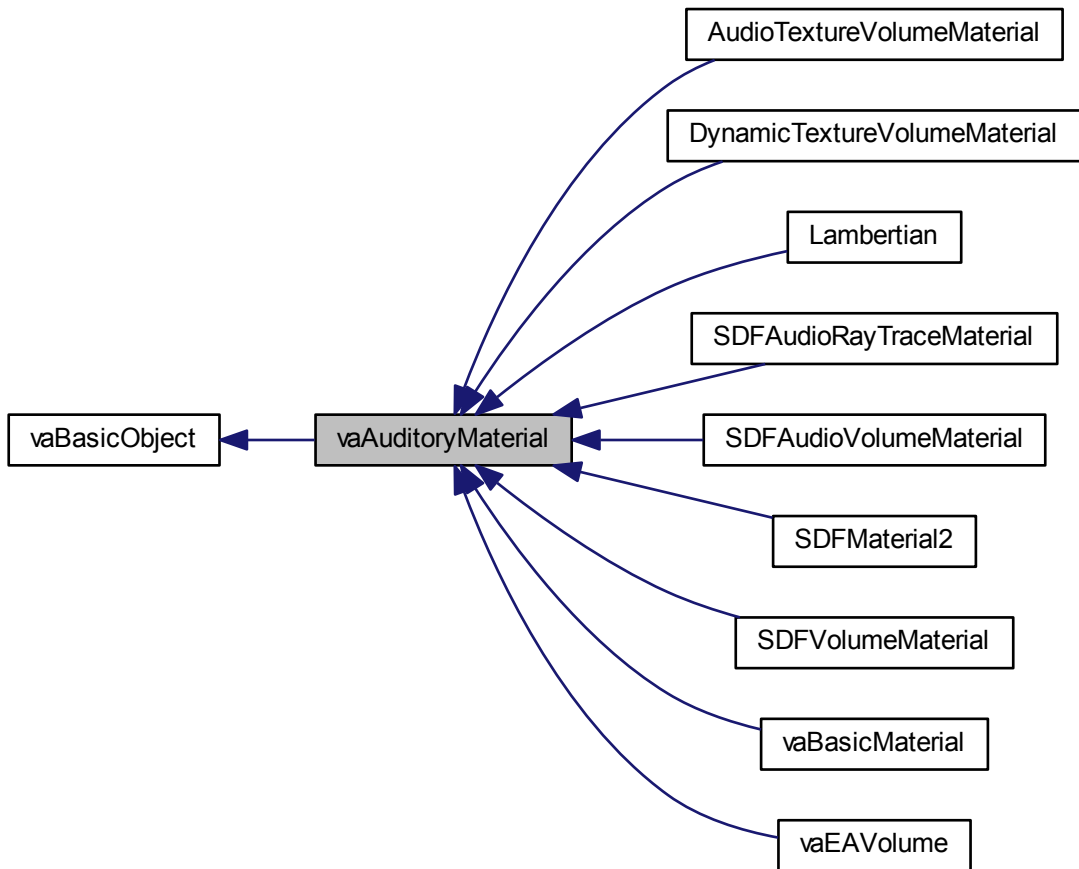 AudioTextureVolumeMaterial
DynamicTextureVolumeMaterial
Lambertian
SDFAudioRayTraceMaterial
vaBasicObject
vaAuditoryMaterial
SDFAudioVolumeMaterial
SDFMaterial2
SDFVolumeMaterial
vaBasicMaterial
vaEAVolume